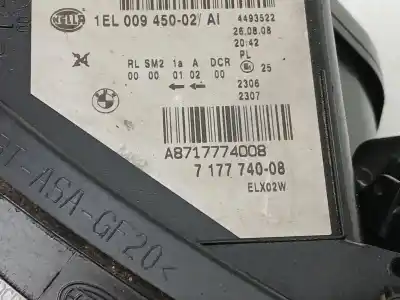 HELLA
1EL 009 450-02/ AI
4493522
26.08.08
20:42
PL
RL SM2 1a A DCR
00 00 01 02 00
25
2306
2307
A8717774008
7 177 740-08
ELX02W
T-ASA-GF20<